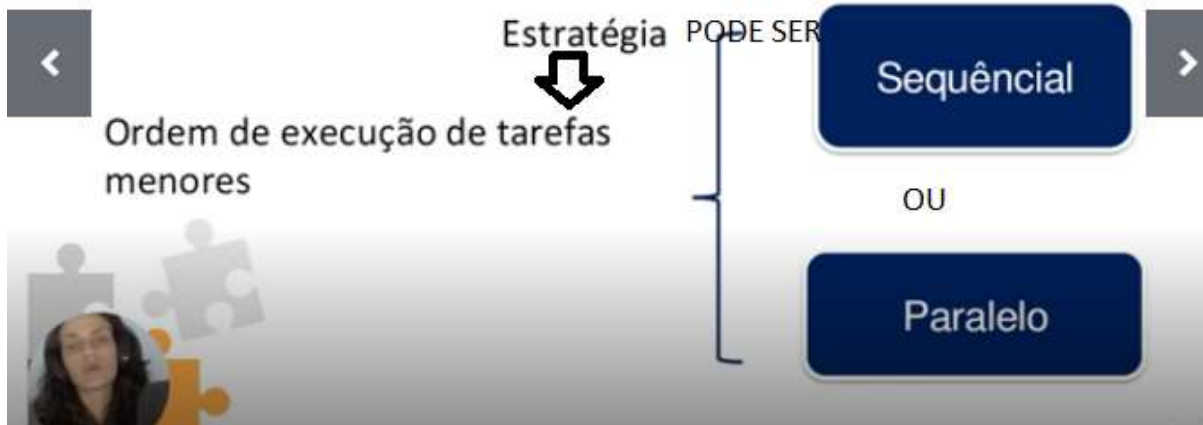 Estratégia PODE SER
Sequêncial
Ordem de execução de tarefas
menores
OU
Paralelo